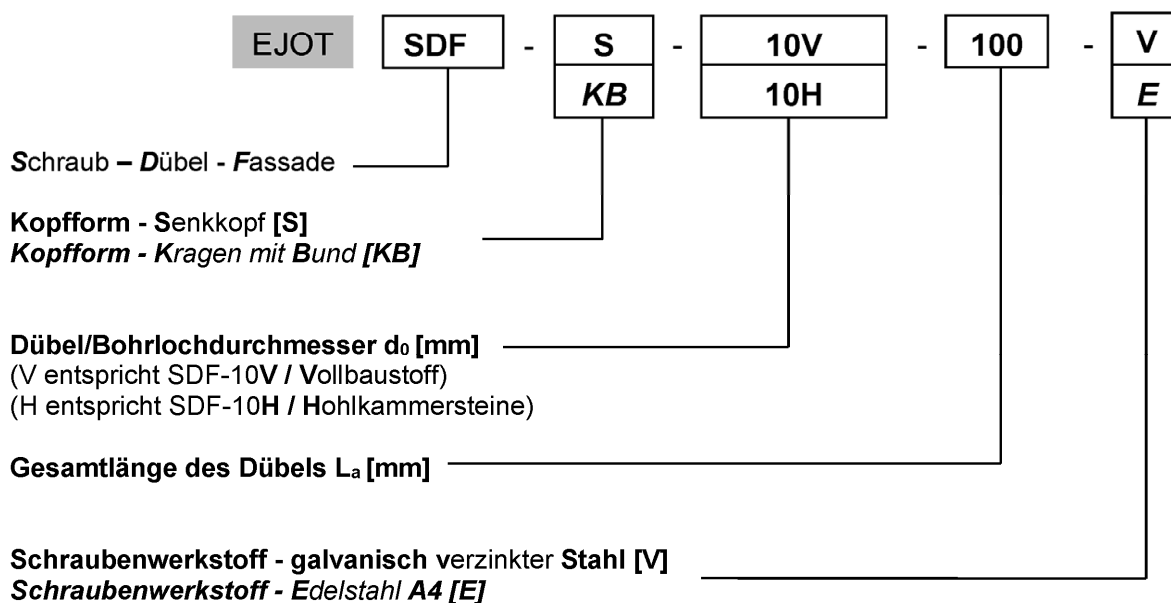 EJOT SDF - S - 10V - 100 - V
KB 10H E
Schraub – Dübel - Fassade
Kopfform - Senkkopf [S]
Kopfform - Kragen mit Bund [KB]
Dübel/Bohrlochdurchmesser d₀ [mm]
(V entspricht SDF-10V / Vollbaustoff)
(H entspricht SDF-10H / Hohlkammersteine)
Gesamtlänge des Dübels Lₐ [mm]
Schraubenwerkstoff - galvanisch verzinkter Stahl [V]
Schraubenwerkstoff - Edelstahl A4 [E]